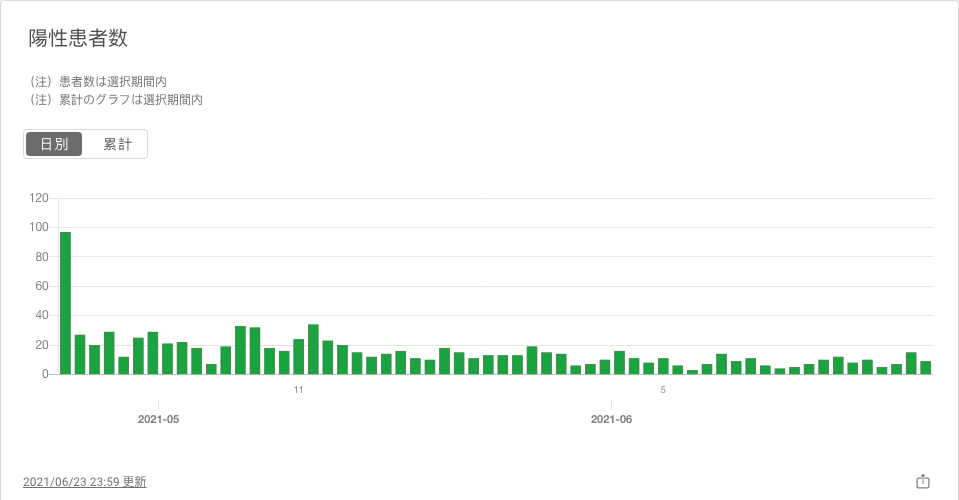 陽性患者数
（注）患者数は選択期間内
（注）累計のグラフは選択期間内
日別 累計
120
100
80
60
40
20
0
11 5
2021-05 2021-06
2021/06/23 23:59 更新